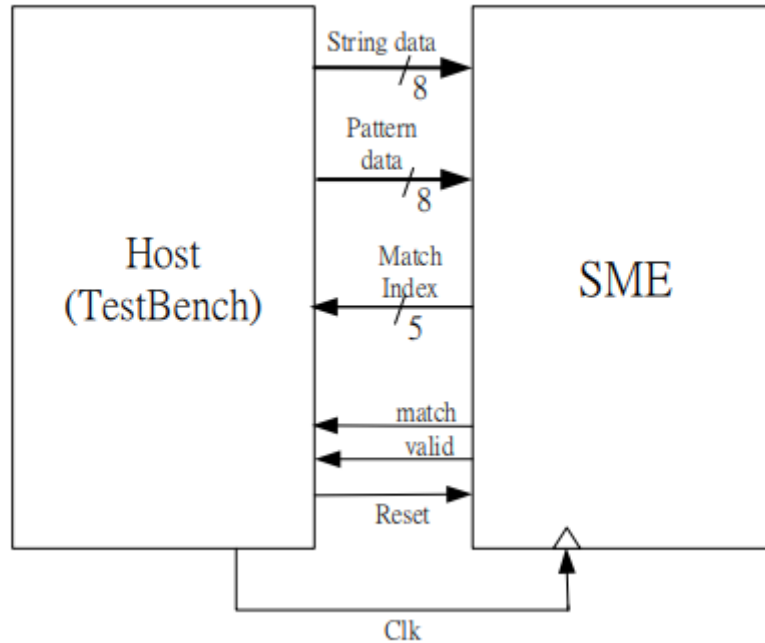 String data
8
Pattern
data
8
Host
(TestBench)
Match
Index
5
SME
match
valid
Reset
Clk